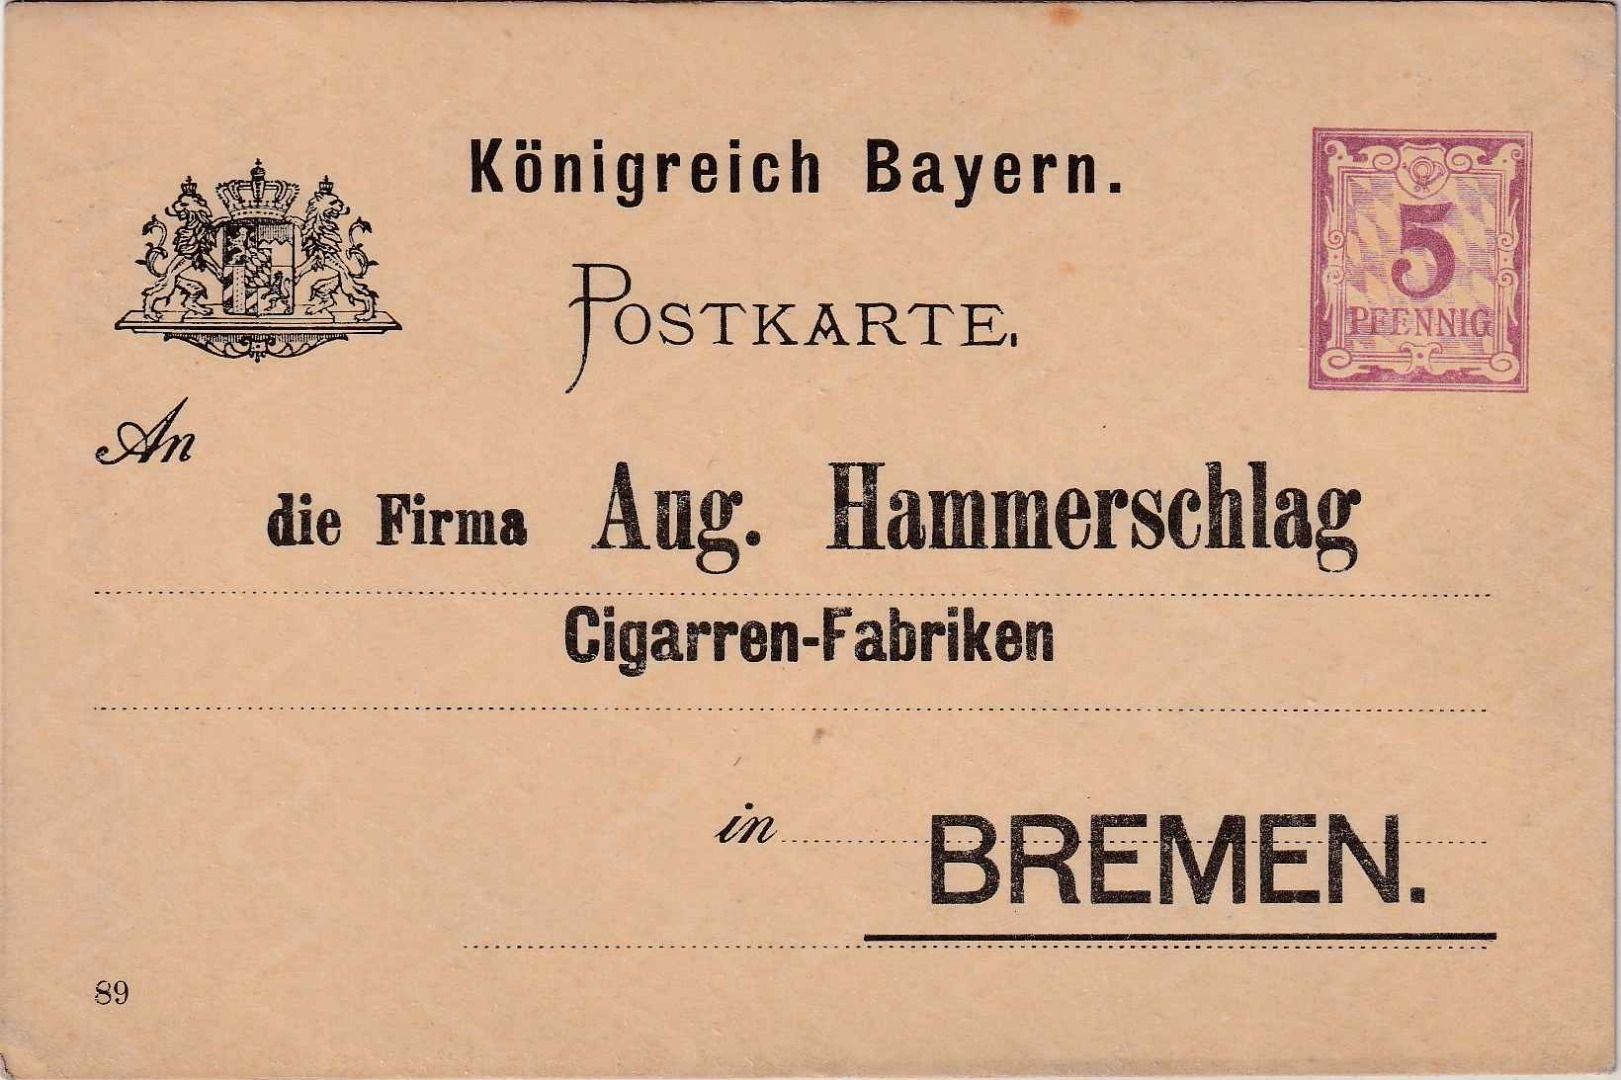 Königreich Bayern.
POSTKARTE.
5
PFENNIG
An
die Firma Aug. Hammerschlag
Cigarren-Fabriken
in BREMEN.
89